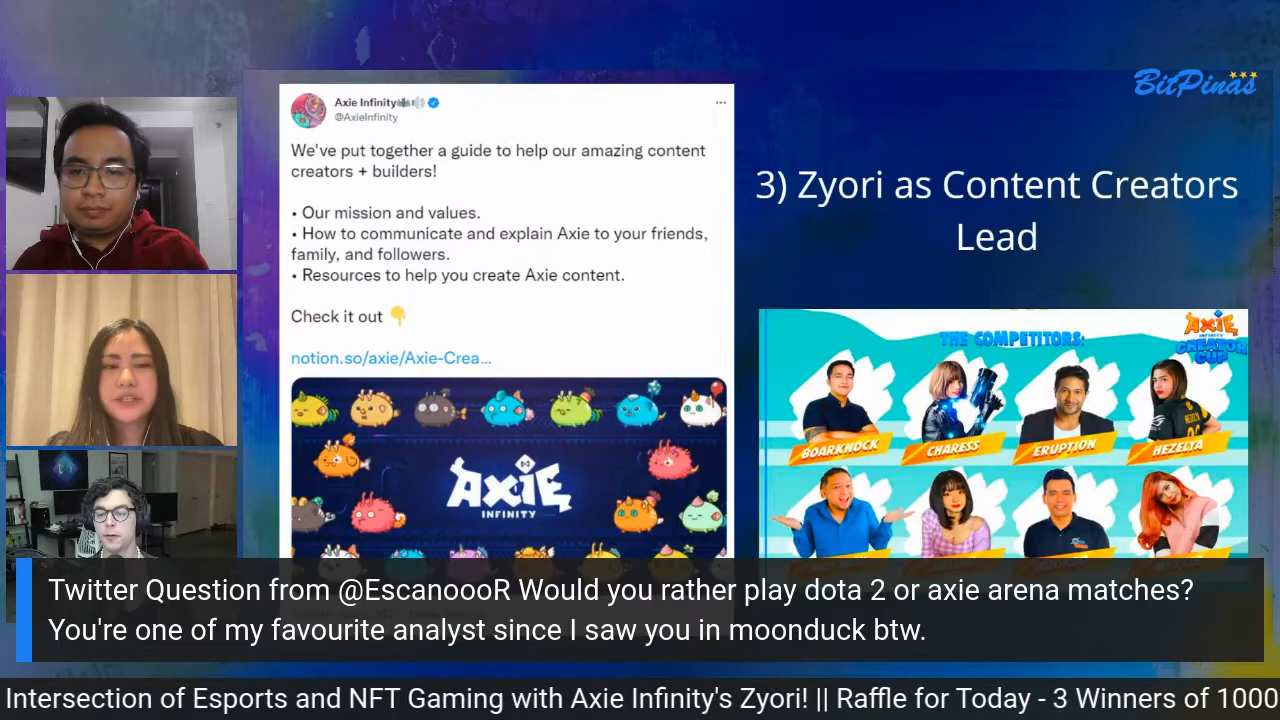 BitPinas
Axie Infinity
@AxieInfinity
We've put together a guide to help our amazing content
creators + builders!
• Our mission and values.
• How to communicate and explain Axie to your friends,
family, and followers.
• Resources to help you create Axie content.
Check it out 👇
notion.so/axie/Axie-Crea...
AXIE
INFINITY
3) Zyori as Content Creators
Lead
THE COMPETITORS:
AXIE
INFINITY
CREATOR
CUP
BOARKNOCK
CHARESS
ERUPTION
HEZELYA
Twitter Question from @EscanoooR Would you rather play dota 2 or axie arena matches?
You're one of my favourite analyst since I saw you in moonduck btw.
Intersection of Esports and NFT Gaming with Axie Infinity's Zyori! || Raffle for Today - 3 Winners of 1000